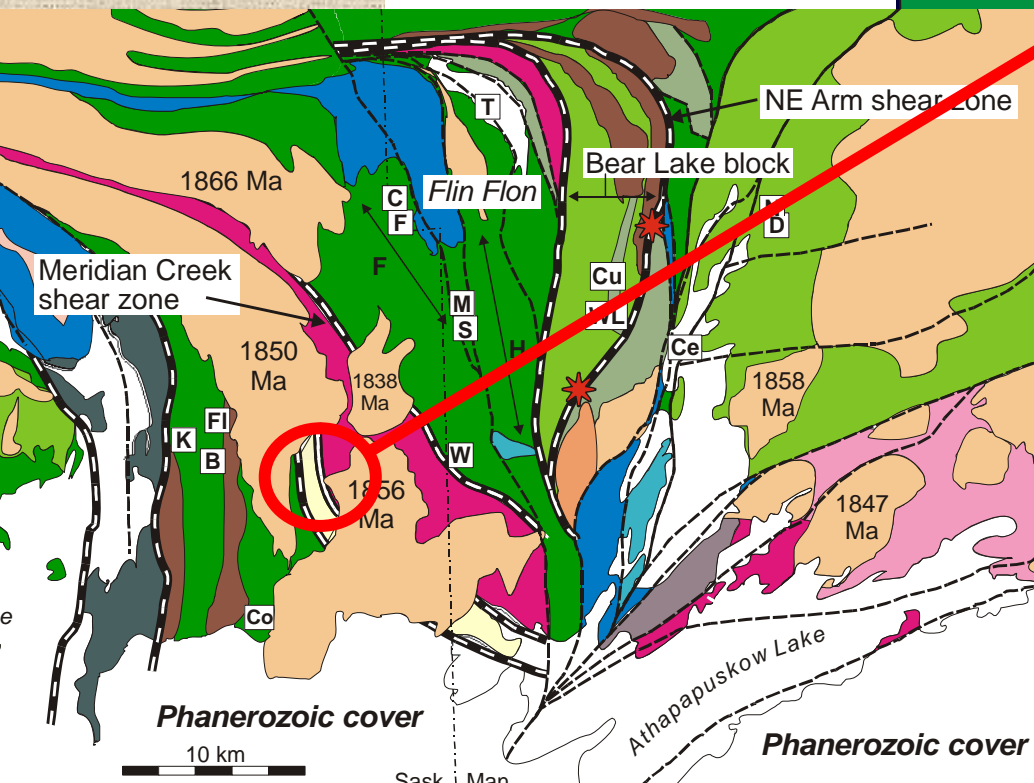 NE Arm shear zone
T
Bear Lake block
1866 Ma
Flin Flon
C
F
D
F
Meridian Creek
shear zone
Cu
M
S
WL
H
Ce
1850
Ma
1838
Ma
1858
Ma
Fl
K
B
W
1856
Ma
1847
Ma
e
Co
Athapapuskow Lake
Phanerozoic cover
Phanerozoic cover
10 km
Sask Man